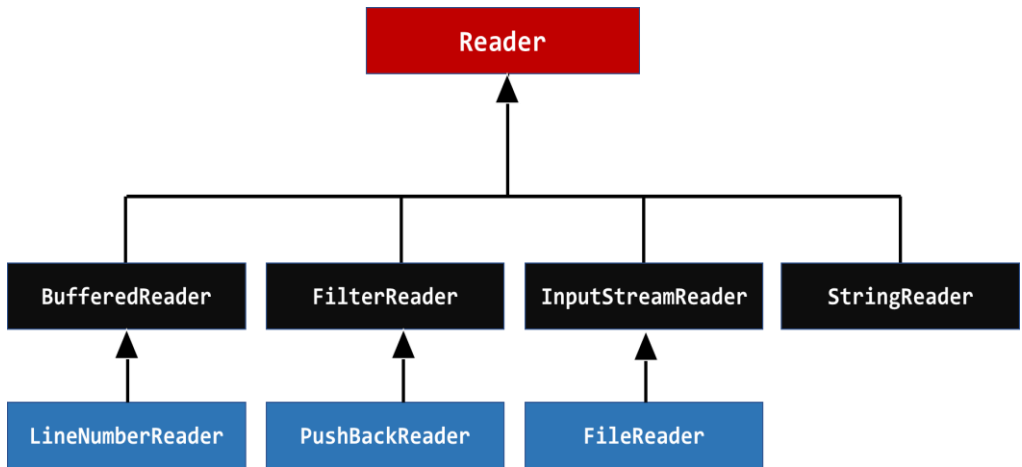 Reader
BufferedReader
FilterReader
InputStreamReader
StringReader
LineNumberReader
PushBackReader
FileReader